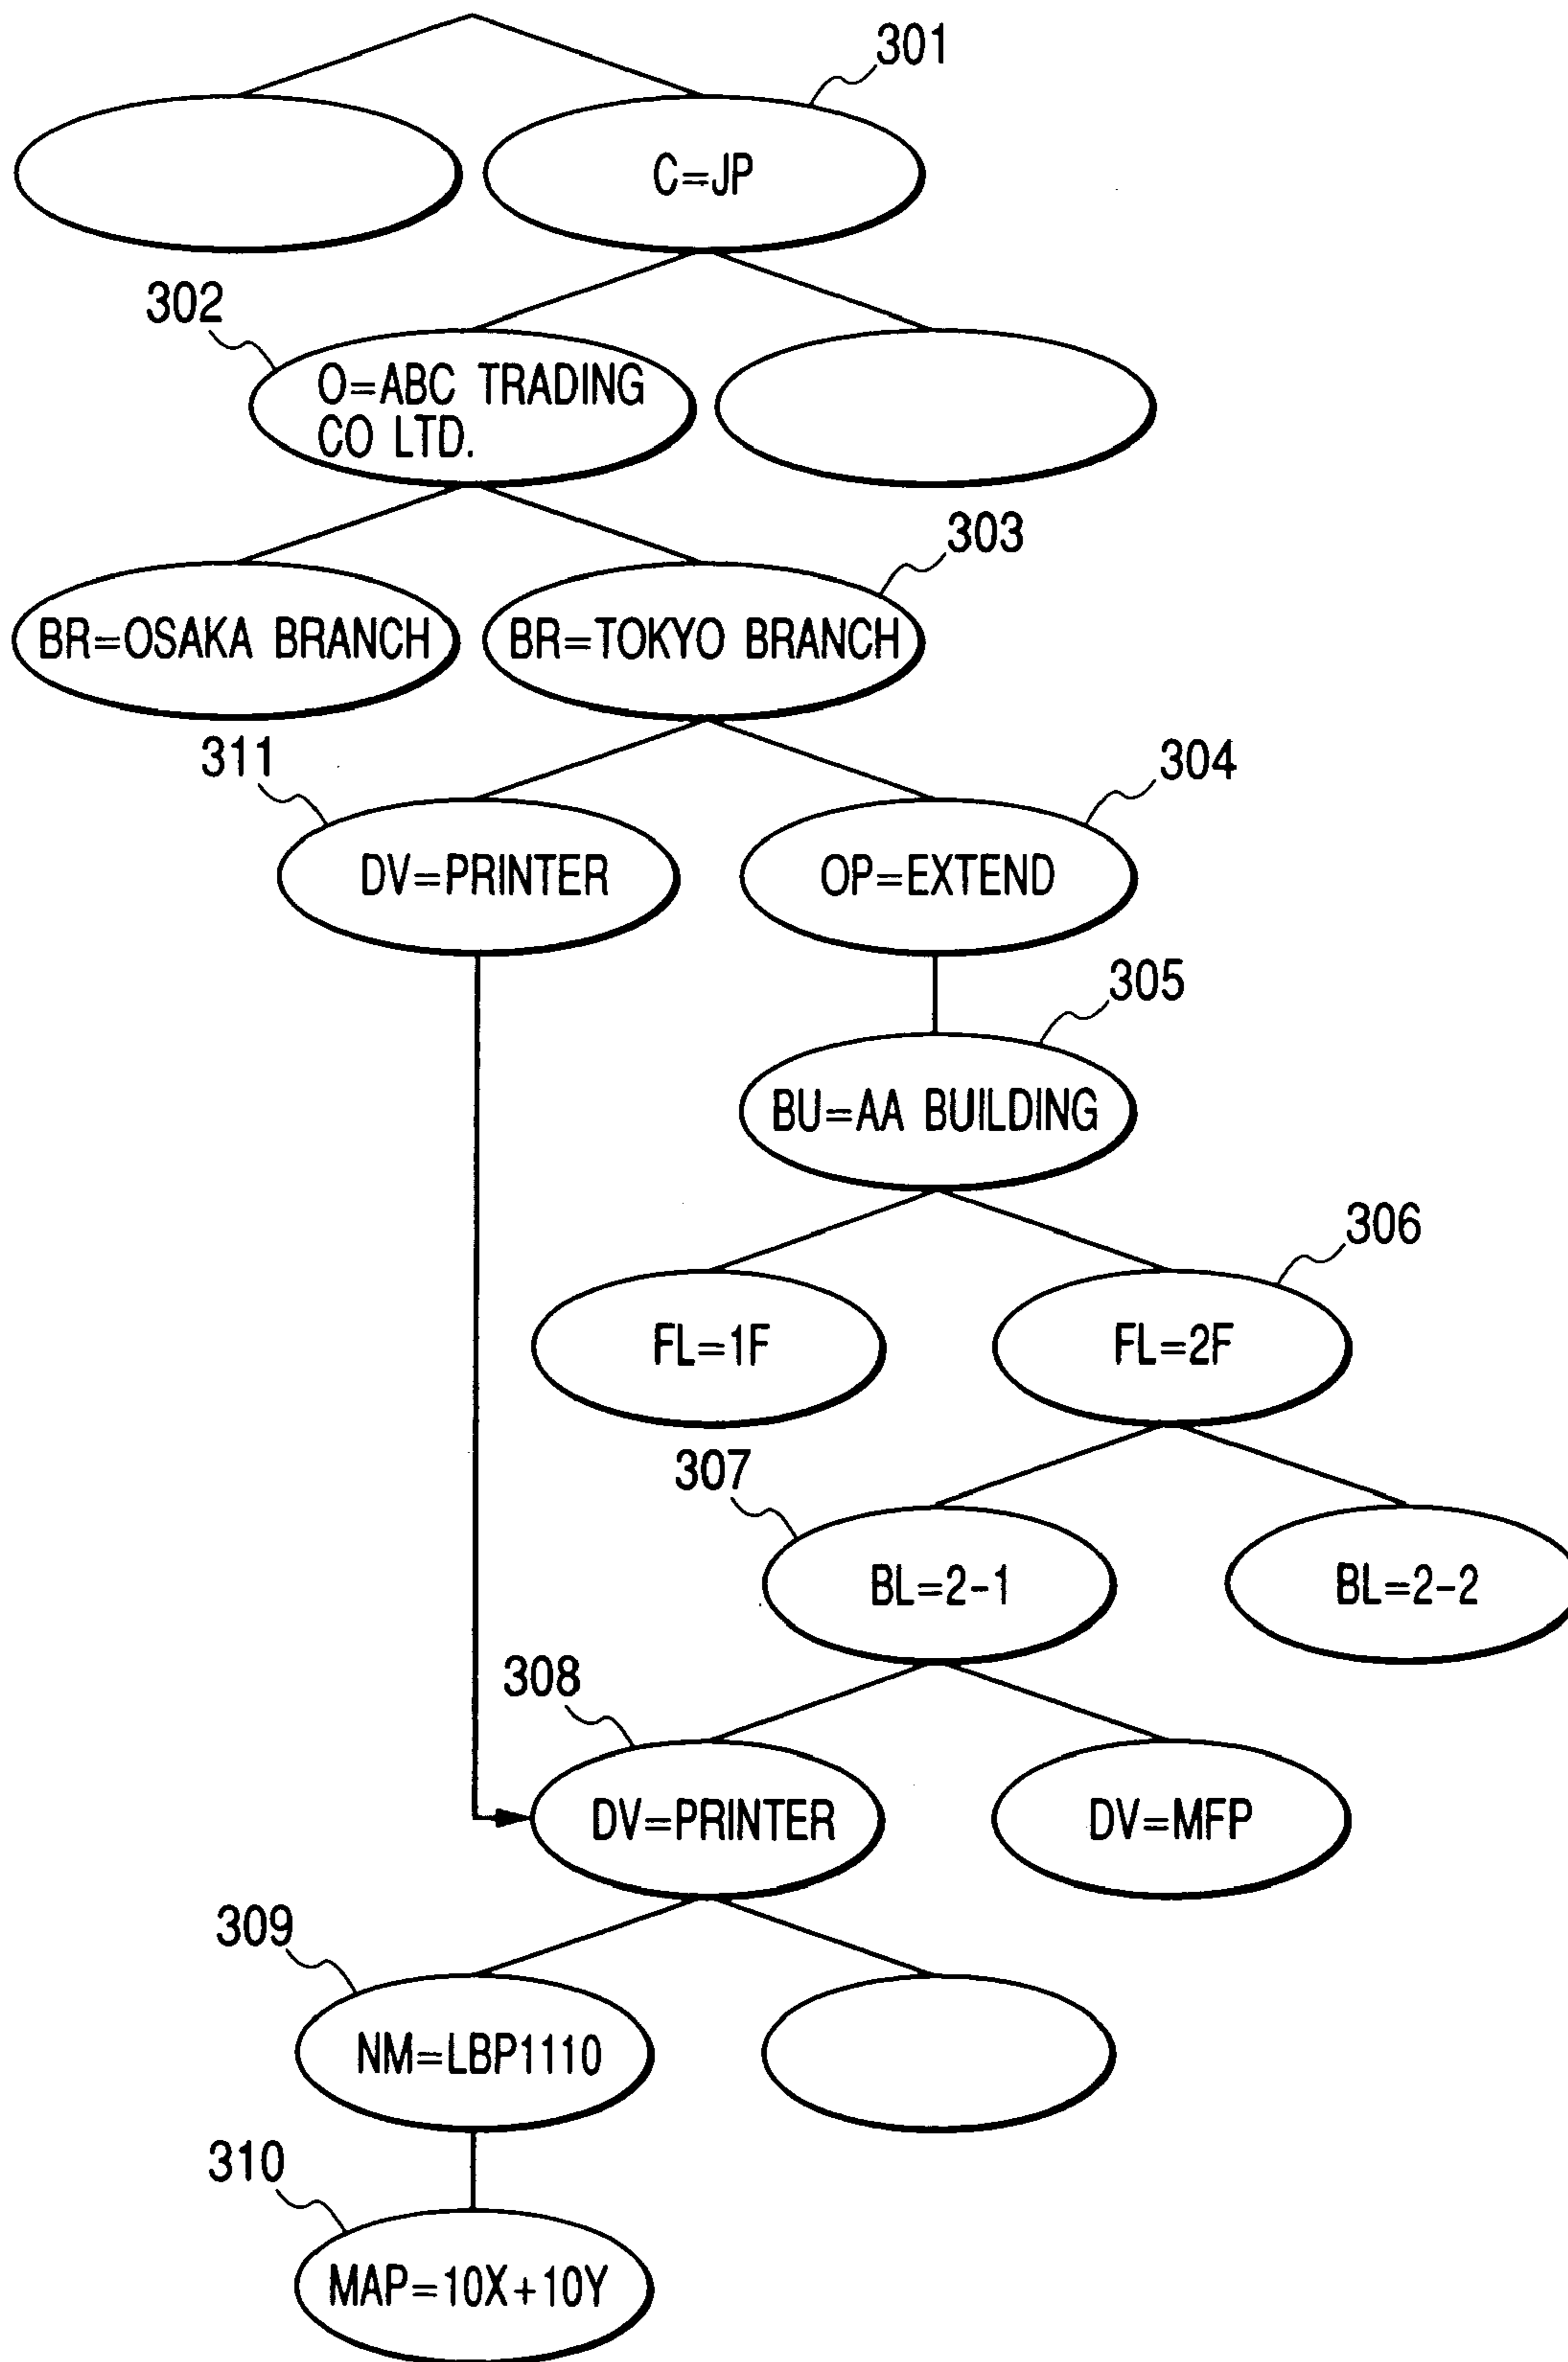 301
C=JP
302
O=ABC TRADING
CO LTD.
303
BR=OSAKA BRANCH
BR=TOKYO BRANCH
311
304
DV=PRINTER
OP=EXTEND
305
BU=AA BUILDING
306
FL=1F
FL=2F
307
BL=2-1
BL=2-2
308
DV=PRINTER
DV=MFP
309
NM=LBP1110
310
MAP=10X+10Y